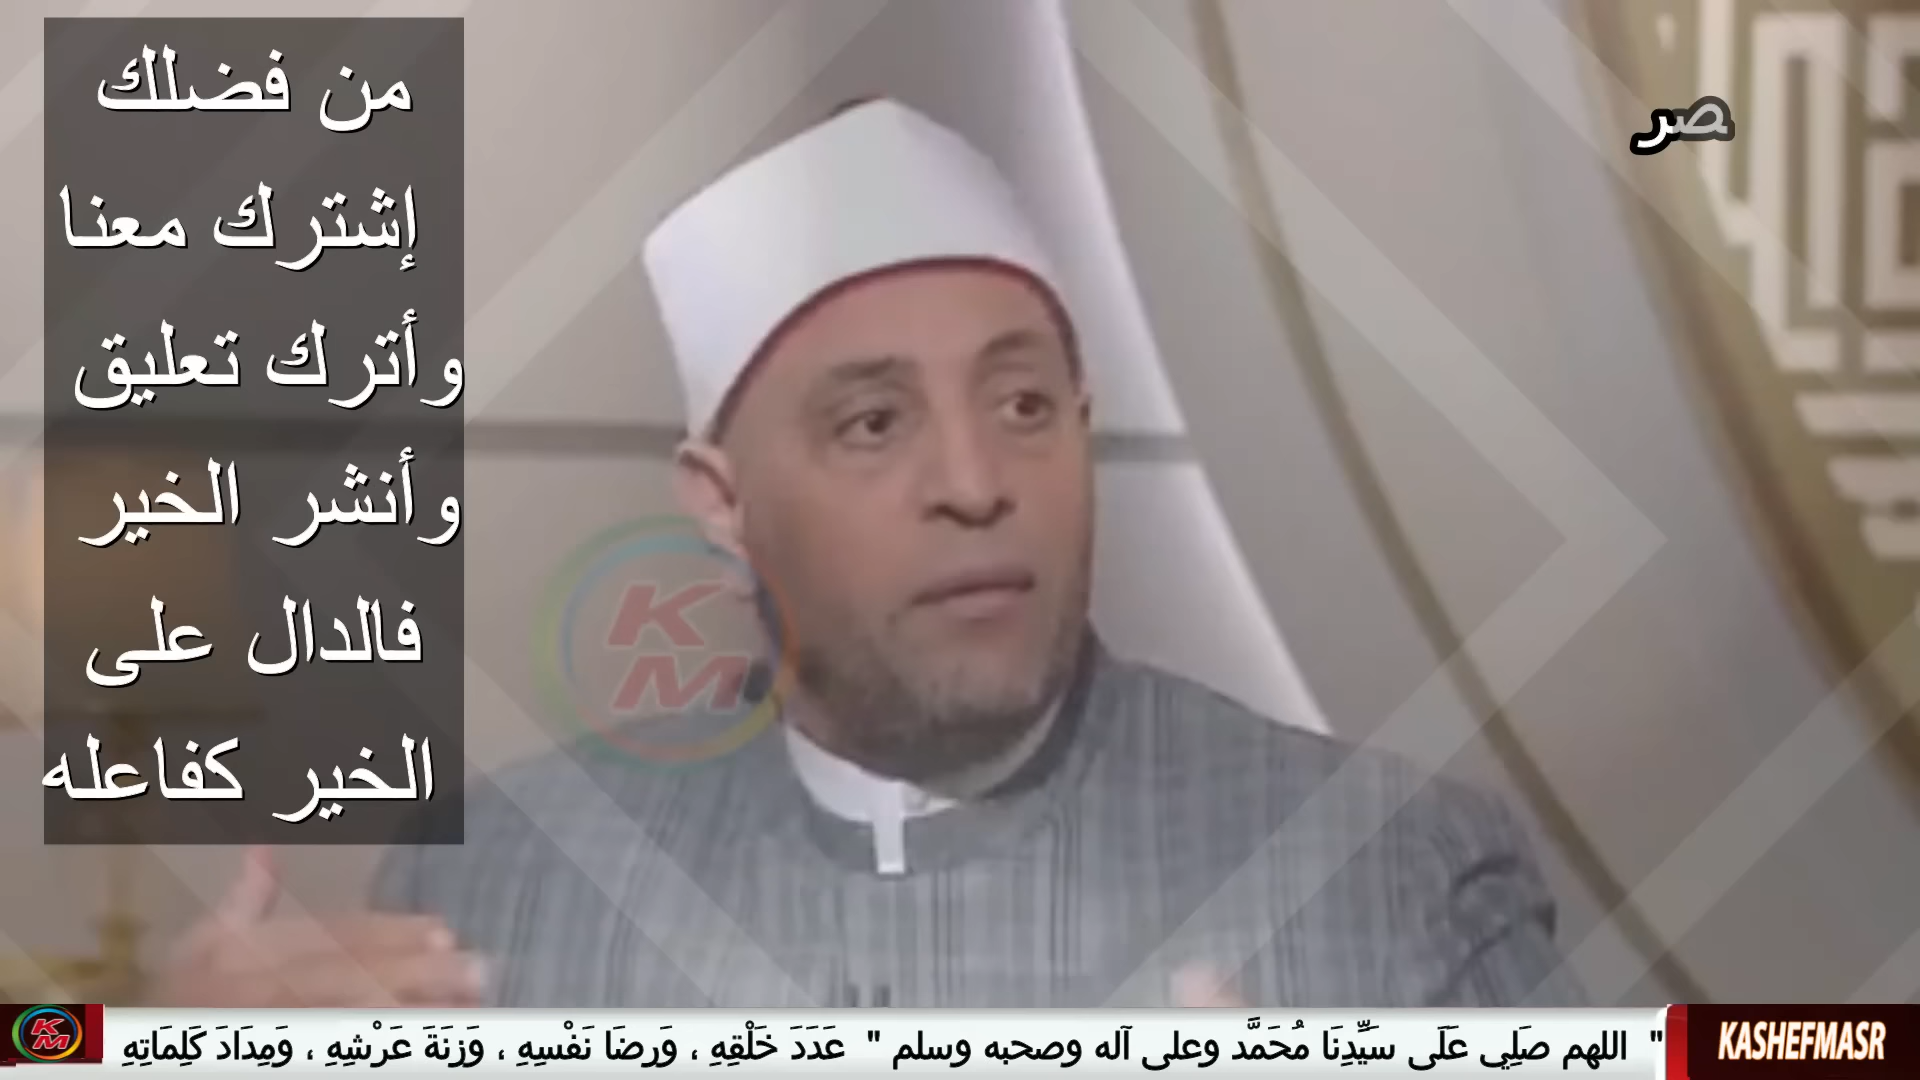 من فضلك
إشترك معنا
وأترك تعليق
وأنشر الخير
فالدال على
الخير كفاعله
صر
KM
" اللهم صَلِي عَلَى سَيِّدِنَا مُحَمَّد وعلى آله وصحبه وسلم " عَدَدَ خَلْقِهِ ، وَرِضَا نَفْسِهِ ، وَزِنَةَ عَرْشِهِ ، وَمِدَادَ كَلِمَاتِهِ
KM
KASHEFMASR